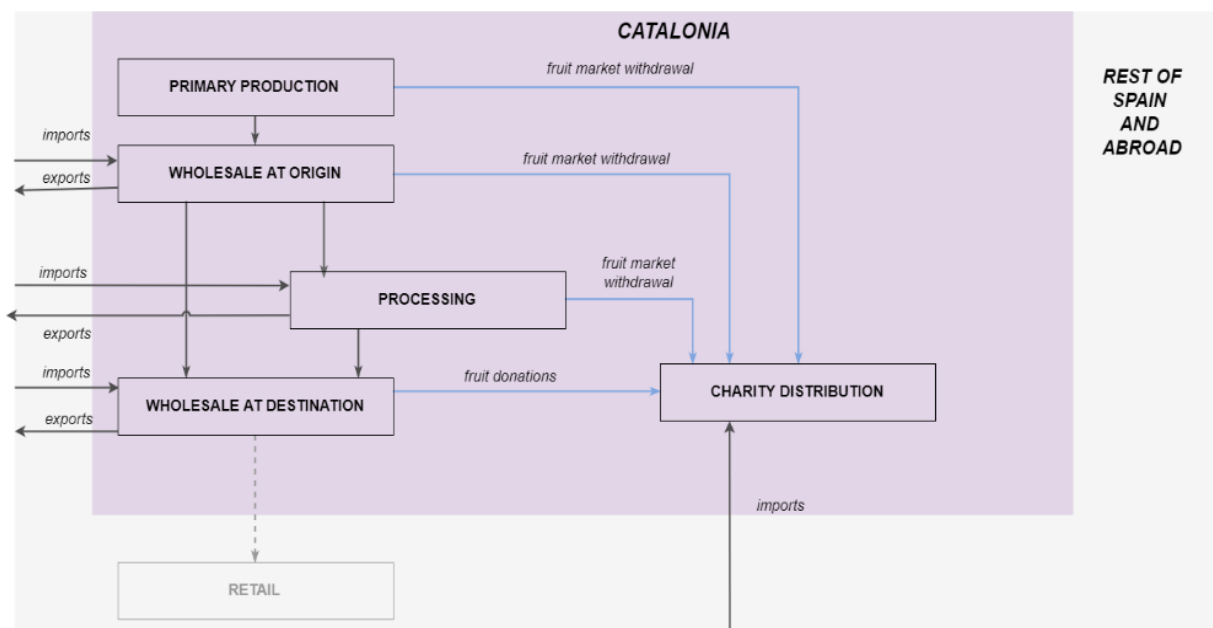 CATALONIA
fruit market withdrawal
PRIMARY PRODUCTION
REST OF
SPAIN
AND
ABROAD
imports
WHOLESALE AT ORIGIN
fruit market withdrawal
exports
fruit market
withdrawal
imports
PROCESSING
exports
imports
fruit donations
WHOLESALE AT DESTINATION
CHARITY DISTRIBUTION
exports
imports
RETAIL